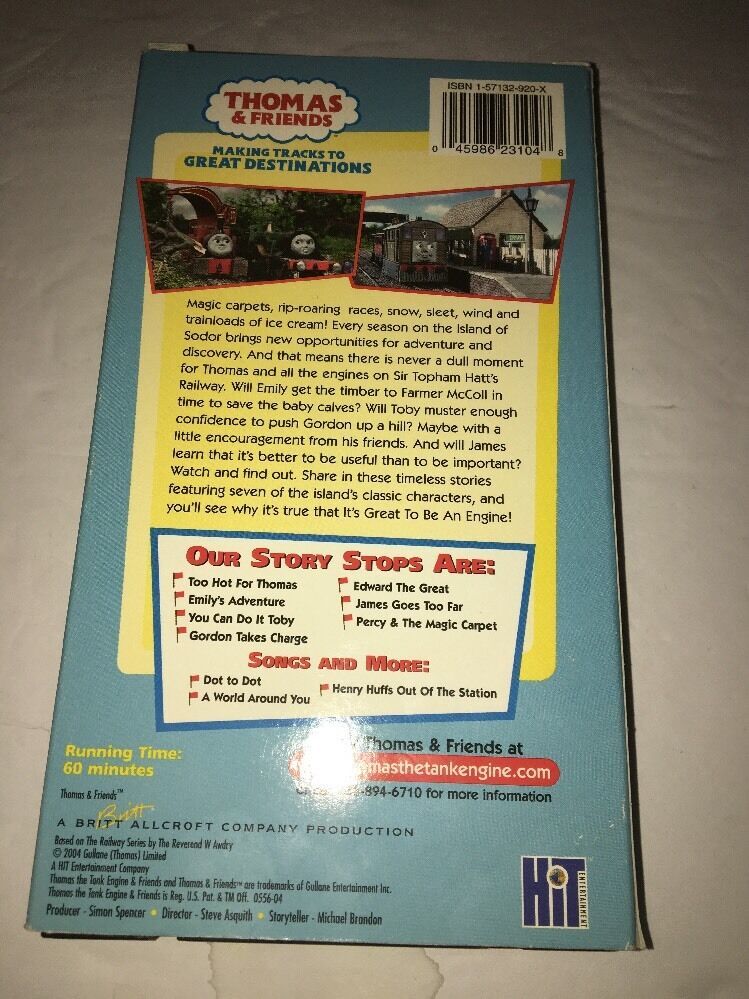 THOMAS
& FRIENDS
ISBN 1-57132-920-X
0 45986 23104 8
MAKING TRACKS TO
GREAT DESTINATIONS
Magic carpets, rip-roaring races, snow, sleet, wind and
trainloads of ice cream! Every season on the Island of
Sodor brings new opportunities for adventure and
discovery. And that means there is never a dull moment
for Thomas and all the engines on Sir Topham Hatt's
Railway. Will Emily get the timber to Farmer McColl in
time to save the baby calves? Will Toby muster enough
confidence to push Gordon up a hill? Maybe with a
little encouragement from his friends. And will James
learn that it's better to be useful than to be important?
Watch and find out. Share in these timeless stories
featuring seven of the island's classic characters, and
you'll see why it's true that It's Great To Be An Engine!
OUR STORY STOPS ARE:
Too Hot For Thomas
Emily's Adventure
You Can Do It Toby
Gordon Takes Charge
Edward The Great
James Goes Too Far
Percy & The Magic Carpet
SONGS AND MORE:
Dot to Dot
A World Around You
Henry Huffs Out Of The Station
Running Time:
60 minutes
Thomas & Friends at
masthetankengine.com
-894-6710 for more information
Thomas & Friends™
Britt
A BRITT ALLCROFT COMPANY PRODUCTION
Based on The Railway Series by The Reverend W Awdry
© 2004 Gullane (Thomas) Limited
A HIT Entertainment Company
Thomas the Tank Engine & Friends and Thomas & Friends™ are trademarks of Gullane Entertainment Inc.
Thomas the Tank Engine & Friends is Reg. U.S. Pat. & TM Off. 0556-04
Producer - Simon Spencer • Director - Steve Asquith • Storyteller - Michael Brandon
HiT
ENTERTAINMENT